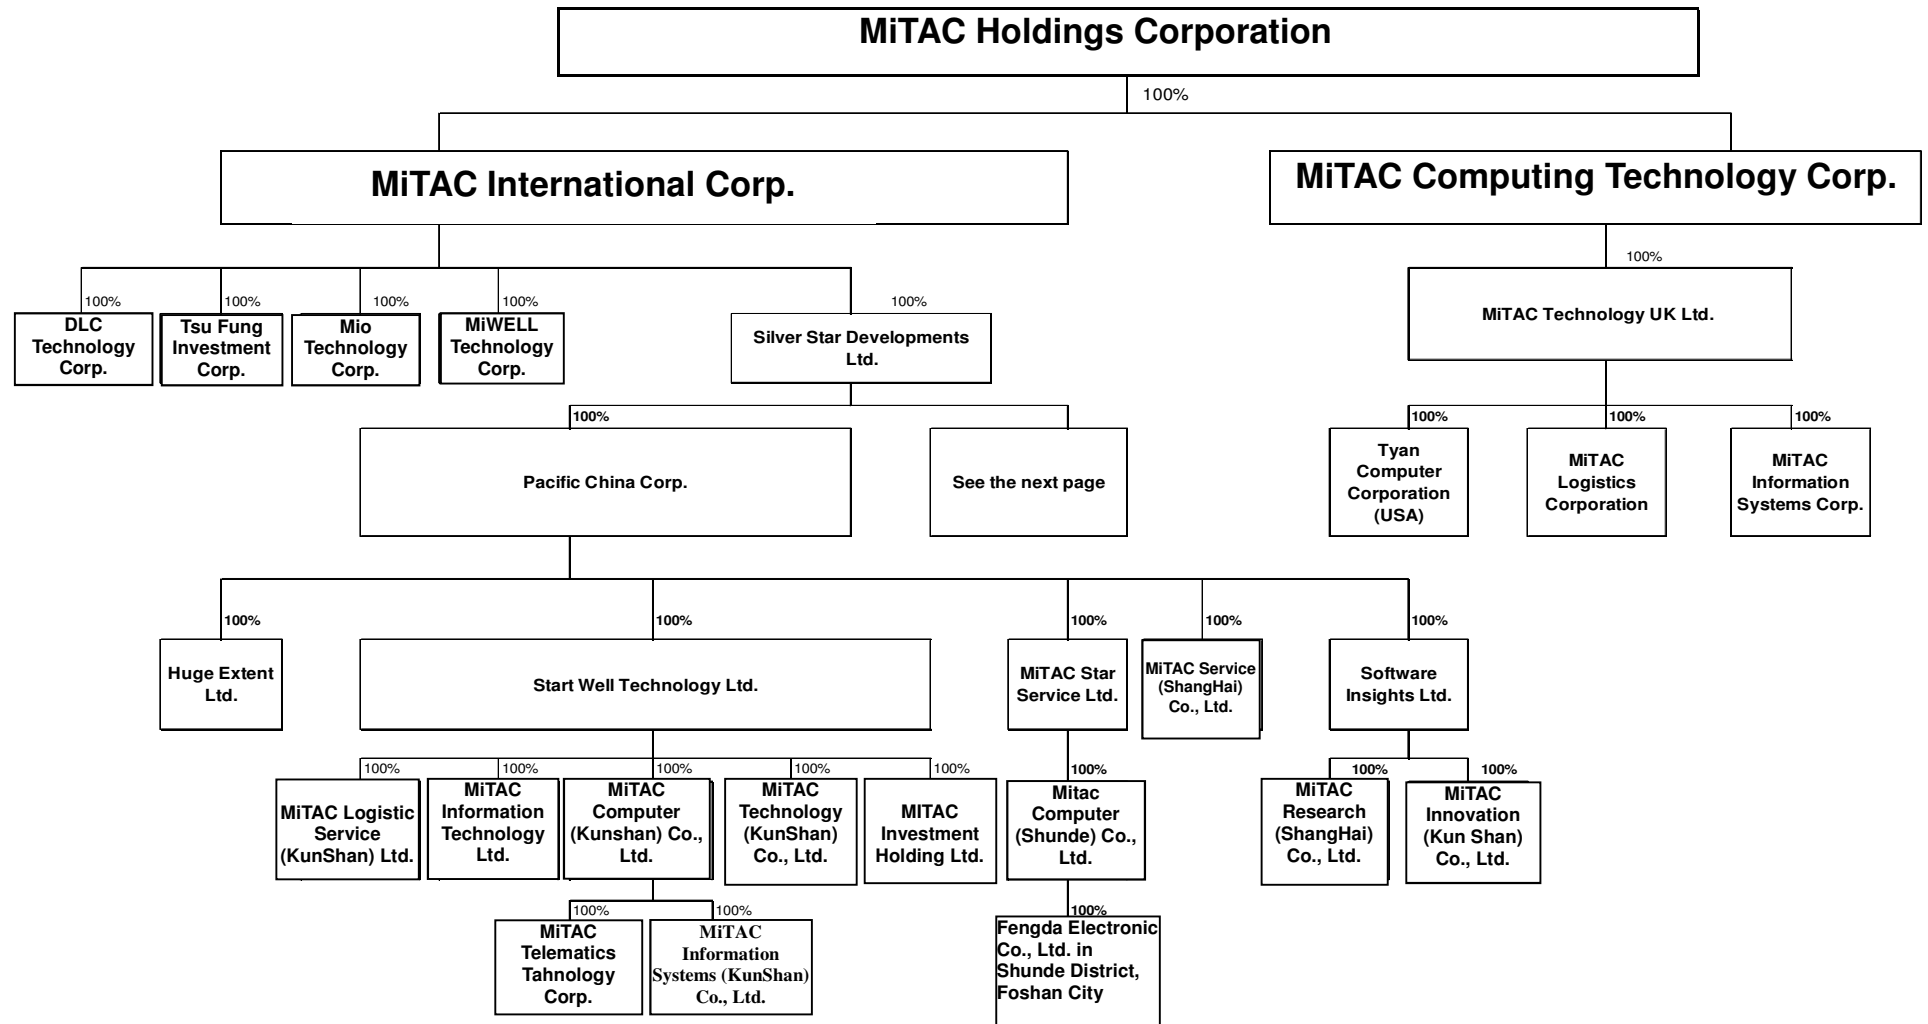 MiTAC Holdings Corporation
100%
MiTAC International Corp.
MiTAC Computing Technology Corp.
100%
100%
100%
100%
100%
100%
DLC
Technology
Corp.
Tsu Fung
Investment
Corp.
Mio
Technology
Corp.
MiWELL
Technology
Corp.
Silver Star Developments
Ltd.
MiTAC Technology UK Ltd.
100%
100%
100%
100%
Pacific China Corp.
See the next page
Tyan
Computer
Corporation
(USA)
MiTAC
Logistics
Corporation
MiTAC
Information
Systems Corp.
100%
100%
100%
100%
100%
Huge Extent
Ltd.
Start Well Technology Ltd.
MiTAC Star
Service Ltd.
MiTAC Service
(ShangHai)
Co., Ltd.
Software
Insights Ltd.
100%
100%
100%
100%
100%
100%
100%
100%
MiTAC Logistic
Service
(KunShan) Ltd.
MiTAC
Information
Technology
Ltd.
MiTAC
Computer
(Kunshan) Co.,
Ltd.
MiTAC
Technology
(KunShan)
Co., Ltd.
MITAC
Investment
Holding Ltd.
Mitac
Computer
(Shunde) Co.,
Ltd.
MiTAC
Research
(ShangHai)
Co., Ltd.
MiTAC
Innovation
(Kun Shan)
Co., Ltd.
100%
100%
100%
MiTAC
Telematics
Tahnology
Corp.
MiTAC
Information
Systems (KunShan)
Co., Ltd.
Fengda Electronic
Co., Ltd. in
Shunde District,
Foshan City